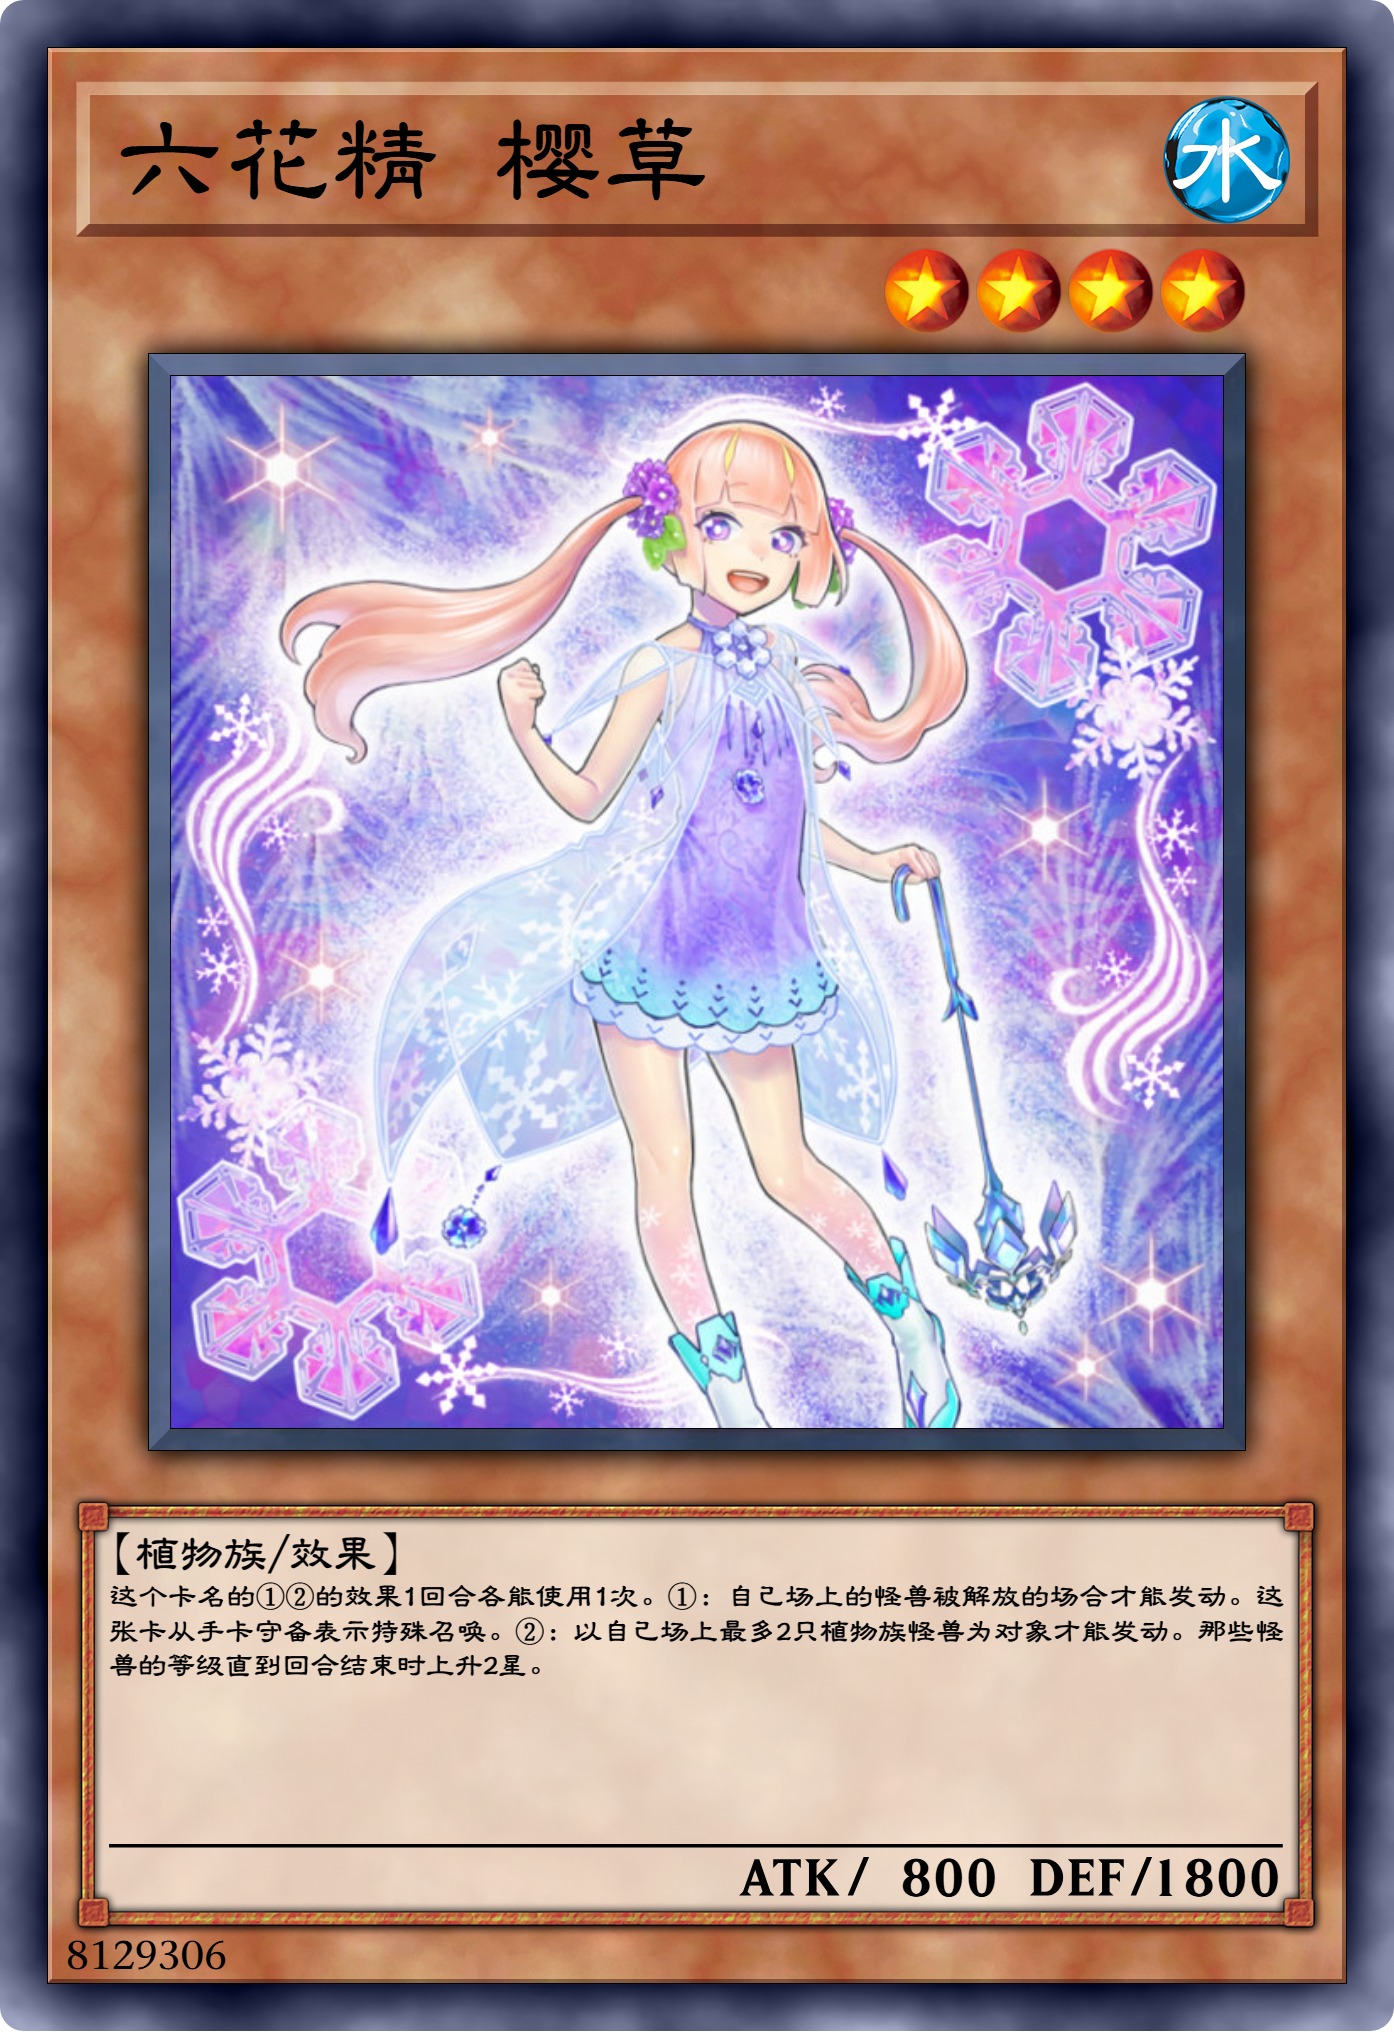 六花精 樱草
水
【植物族/效果】
这个卡名的①②的效果1回合各能使用1次。①：自己场上的怪兽被解放的场合才能发动。这
张卡从手卡守备表示特殊召唤。②：以自己场上最多2只植物族怪兽为对象才能发动。那些怪
兽的等级直到回合结束时上升2星。
ATK/ 800 DEF/1800
8129306